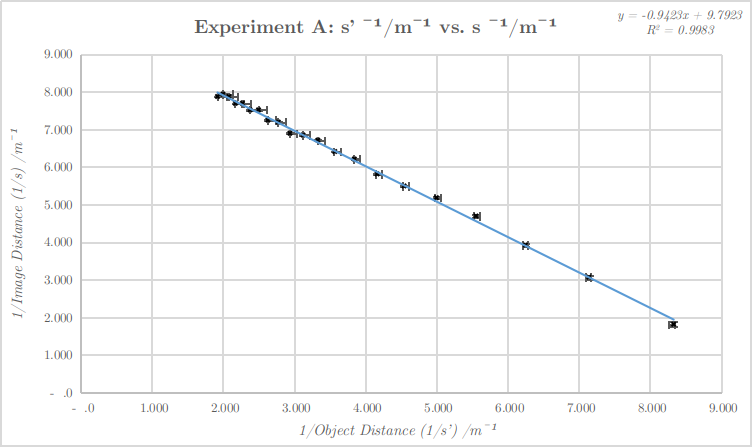 Experiment A: s' ⁻¹/m⁻¹ vs. s ⁻¹/m⁻¹
y = -0.9423x + 9.7923
R² = 0.9983
9.000
8.000
7.000
6.000
5.000
4.000
3.000
2.000
1.000
- .0
1/Image Distance (1/s) /m⁻¹
- .0 1.000 2.000 3.000 4.000 5.000 6.000 7.000 8.000 9.000
1/Object Distance (1/s') /m⁻¹